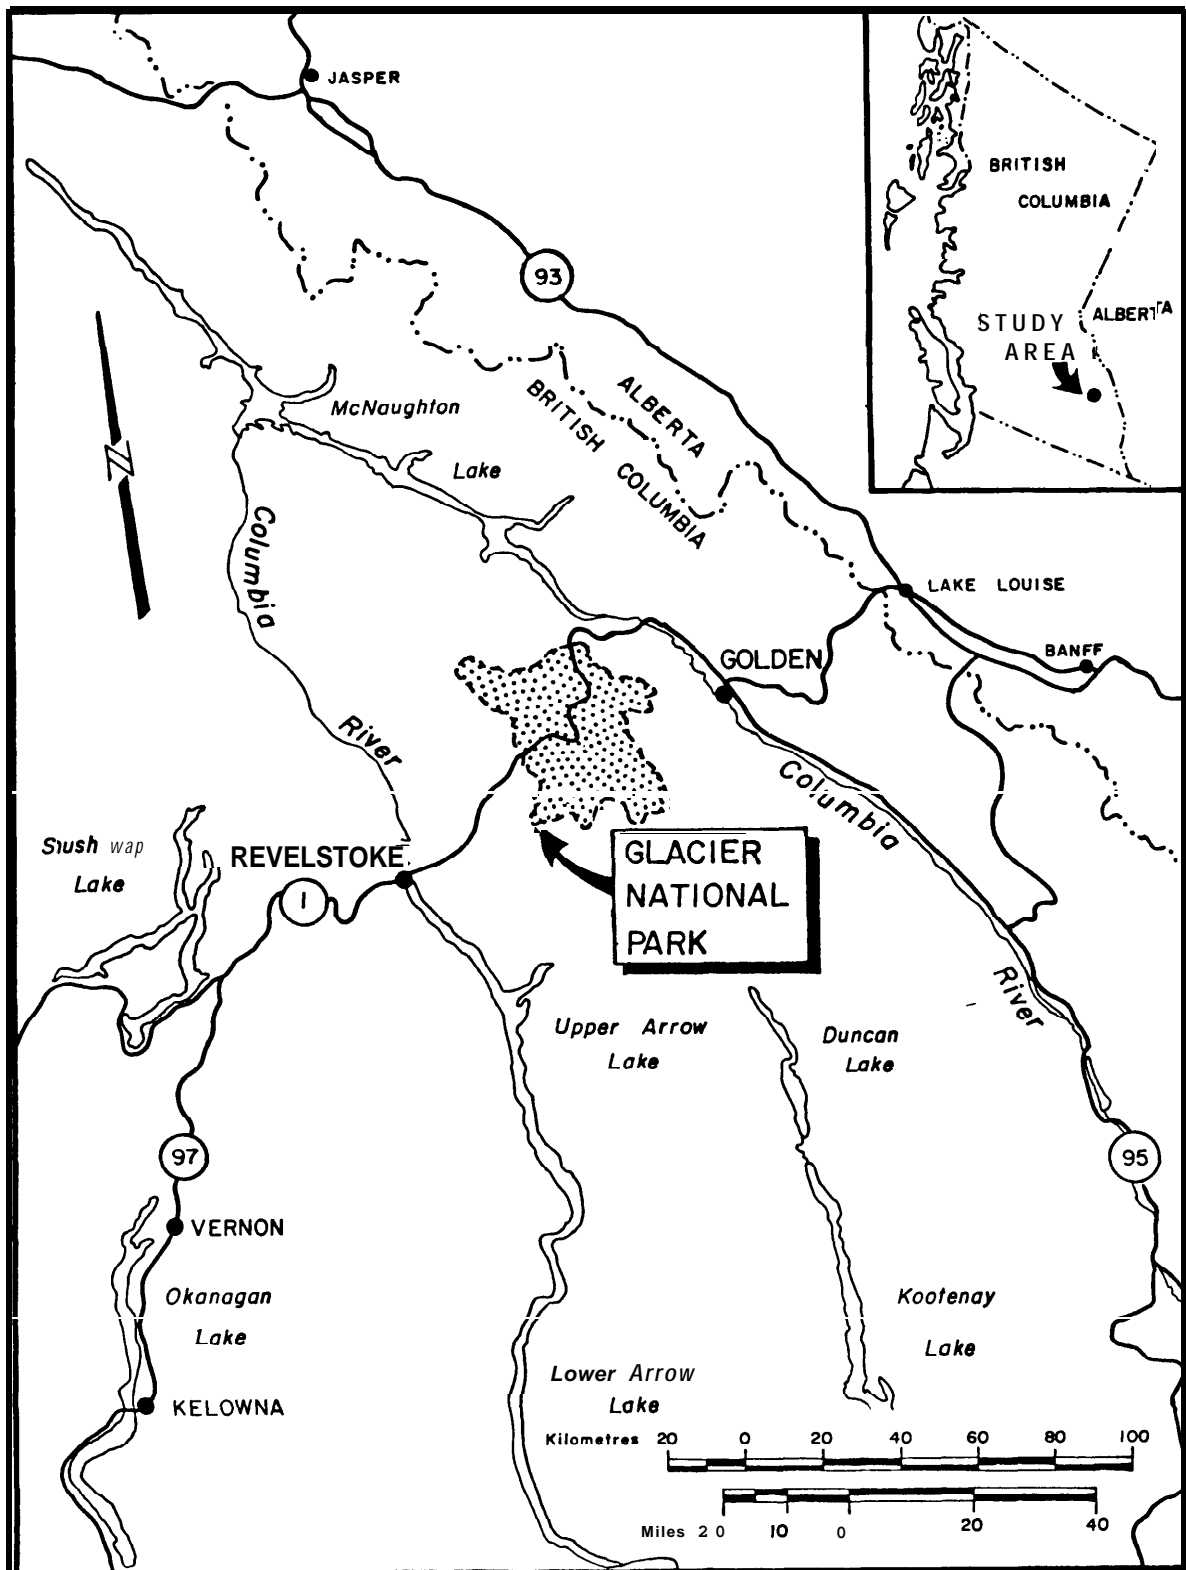 JASPER
BRITISH
COLUMBIA
ALBERTA
STUDY
AREA
93
McNaughton
Lake
ALBERTA
BRITISH COLUMBIA
Columbia
River
LAKE LOUISE
BANFF
GOLDEN
Columbia
River
Lake
REVELSTOKE
1
GLACIER
NATIONAL
PARK
Upper Arrow
Lake
Duncan
Lake
97
95
VERNON
Okanagan
Lake
Kootenay
Lake
KELOWNA
Lower Arrow
Lake
Kilometres 20 0 20 40 60 80 100
Miles 20 10 0 20 40